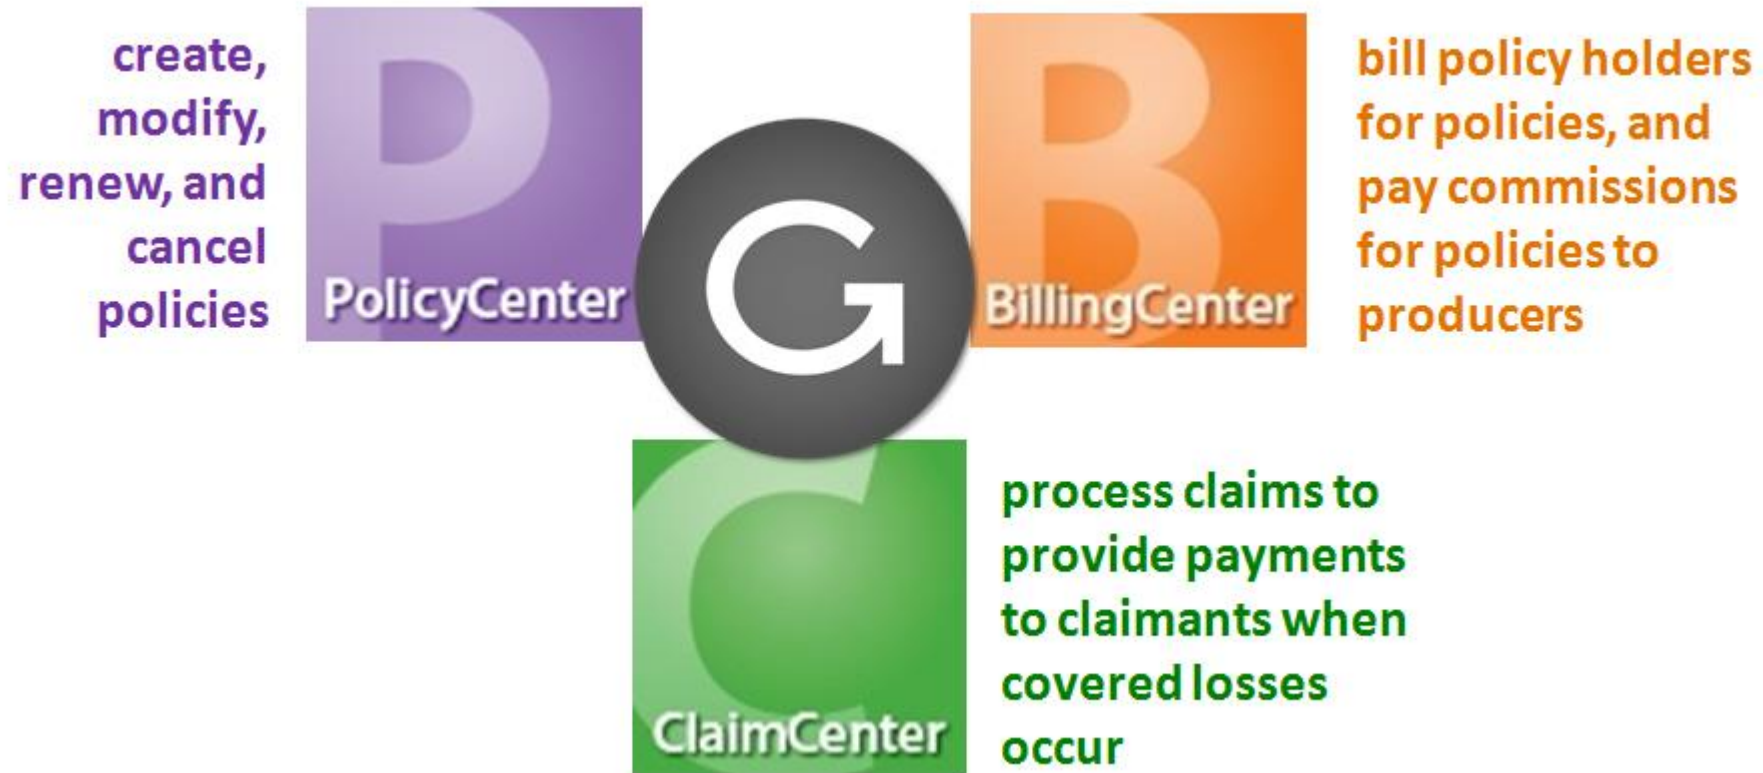 create,
modify,
renew, and
cancel
policies
P
PolicyCenter
G
B
BillingCenter
bill policy holders
for policies, and
pay commissions
for policies to
producers
C
ClaimCenter
process claims to
provide payments
to claimants when
covered losses
occur